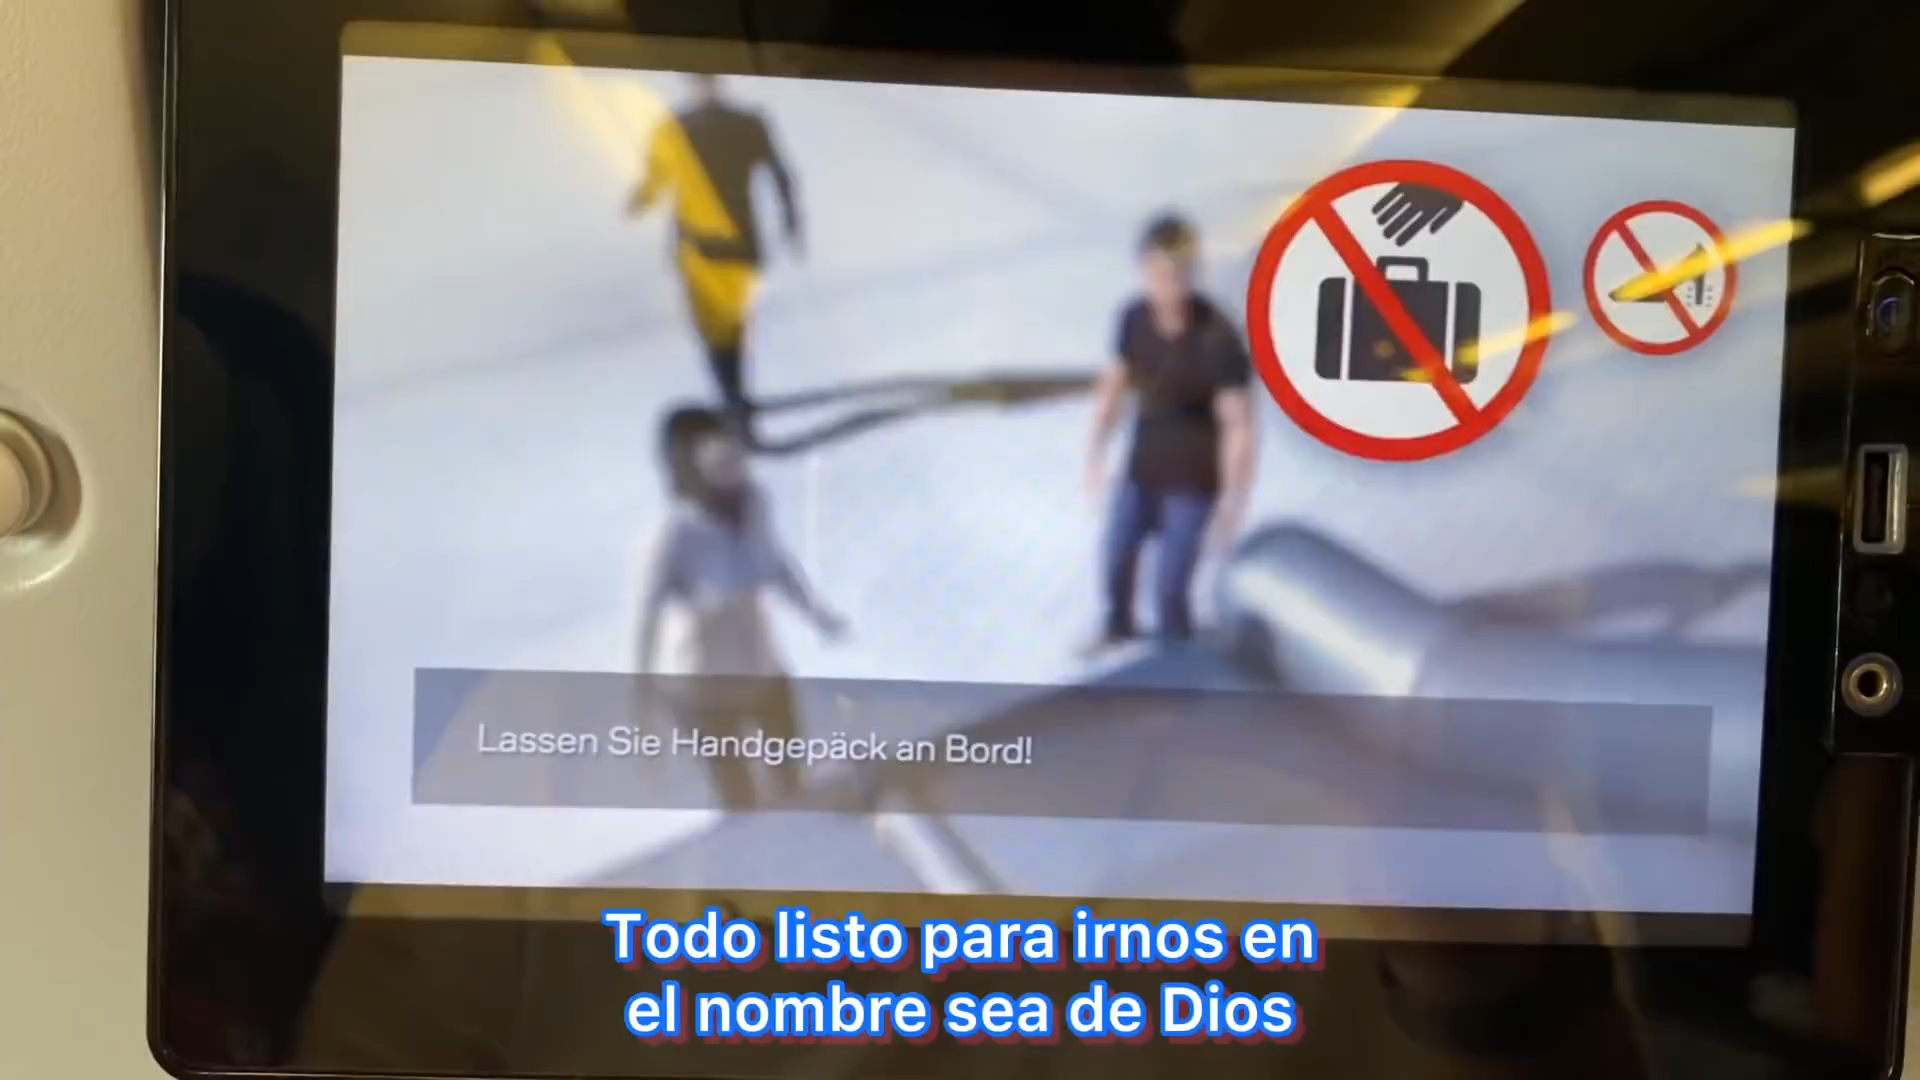 Lassen Sie Handgepäck an Bord!
Todo listo para irnos en
el nombre sea de Dios